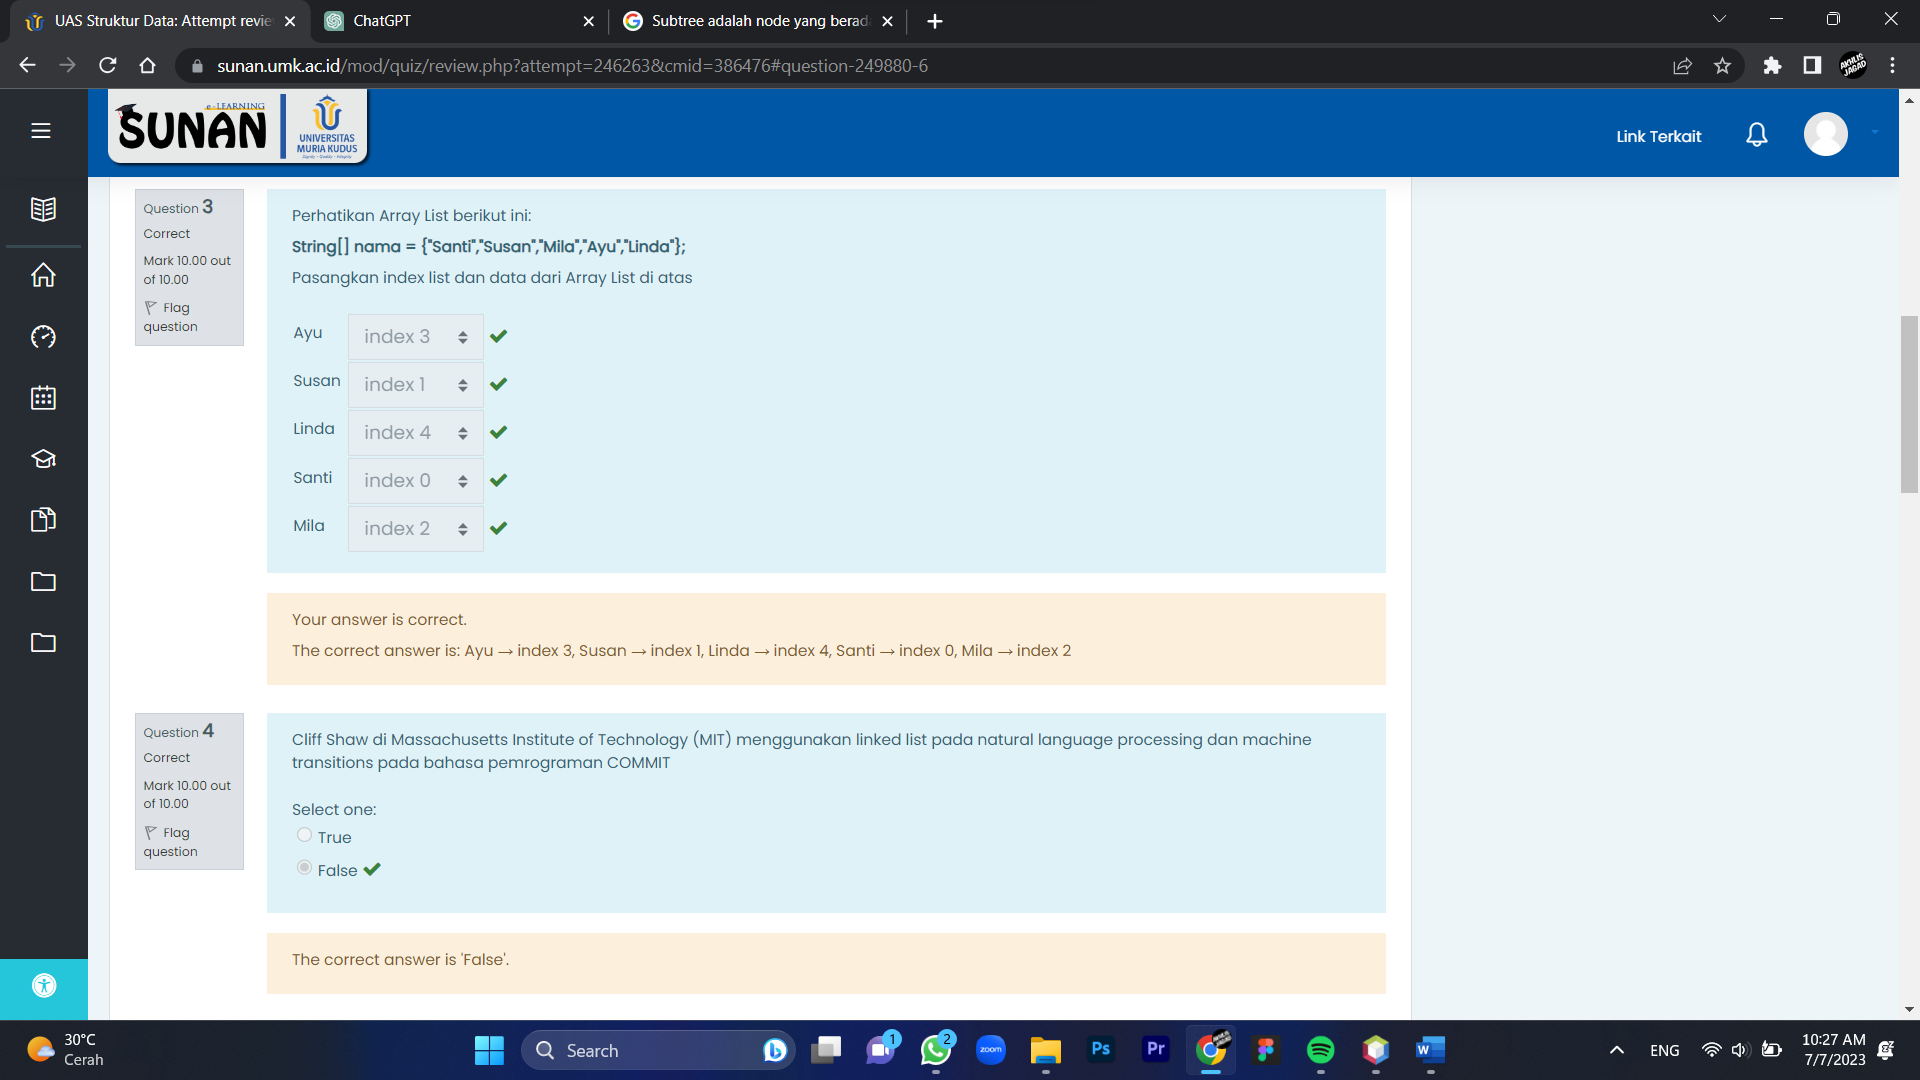 UAS Struktur Data: Attempt revie
ChatGPT
Subtree adalah node yang berad
sunan.umk.ac.id/mod/quiz/review.php?attempt=246263&cmid=386476#question-249880-6
e-LEARNING
SUNAN
UNIVERSITAS
MURIA KUDUS
Link Terkait
Question 3
Correct
Mark 10.00 out
of 10.00
Flag
question
Perhatikan Array List berikut ini:
String[] nama = {"Santi","Susan","Mila","Ayu","Linda"};
Pasangkan index list dan data dari Array List di atas
Ayu index 3
Susan index 1
Linda index 4
Santi index 0
Mila index 2
Your answer is correct.
The correct answer is: Ayu → index 3, Susan → index 1, Linda → index 4, Santi → index 0, Mila → index 2
Question 4
Correct
Mark 10.00 out
of 10.00
Flag
question
Cliff Shaw di Massachusetts Institute of Technology (MIT) menggunakan linked list pada natural language processing dan machine
transitions pada bahasa pemrograman COMMIT
Select one:
True
False
The correct answer is 'False'.
30°C
Cerah
Search
1
2
zoom
Ps
Pr
W
ENG
10:27 AM
7/7/2023